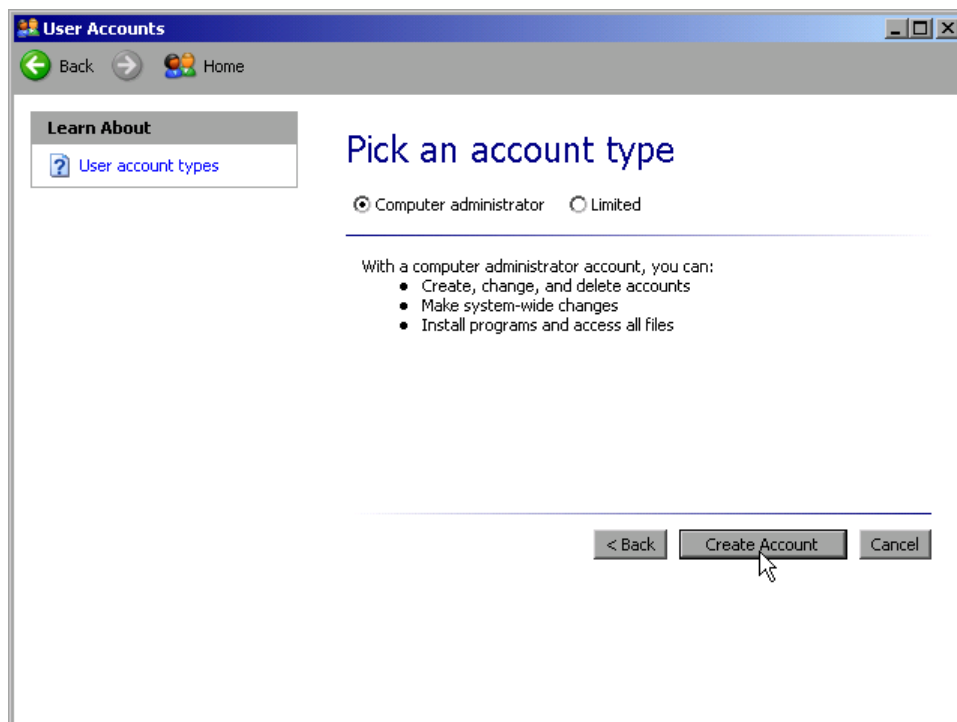 User Accounts
Back Home
Learn About
User account types
Pick an account type
Computer administrator Limited
With a computer administrator account, you can:
● Create, change, and delete accounts
● Make system-wide changes
● Install programs and access all files
< Back Create Account Cancel